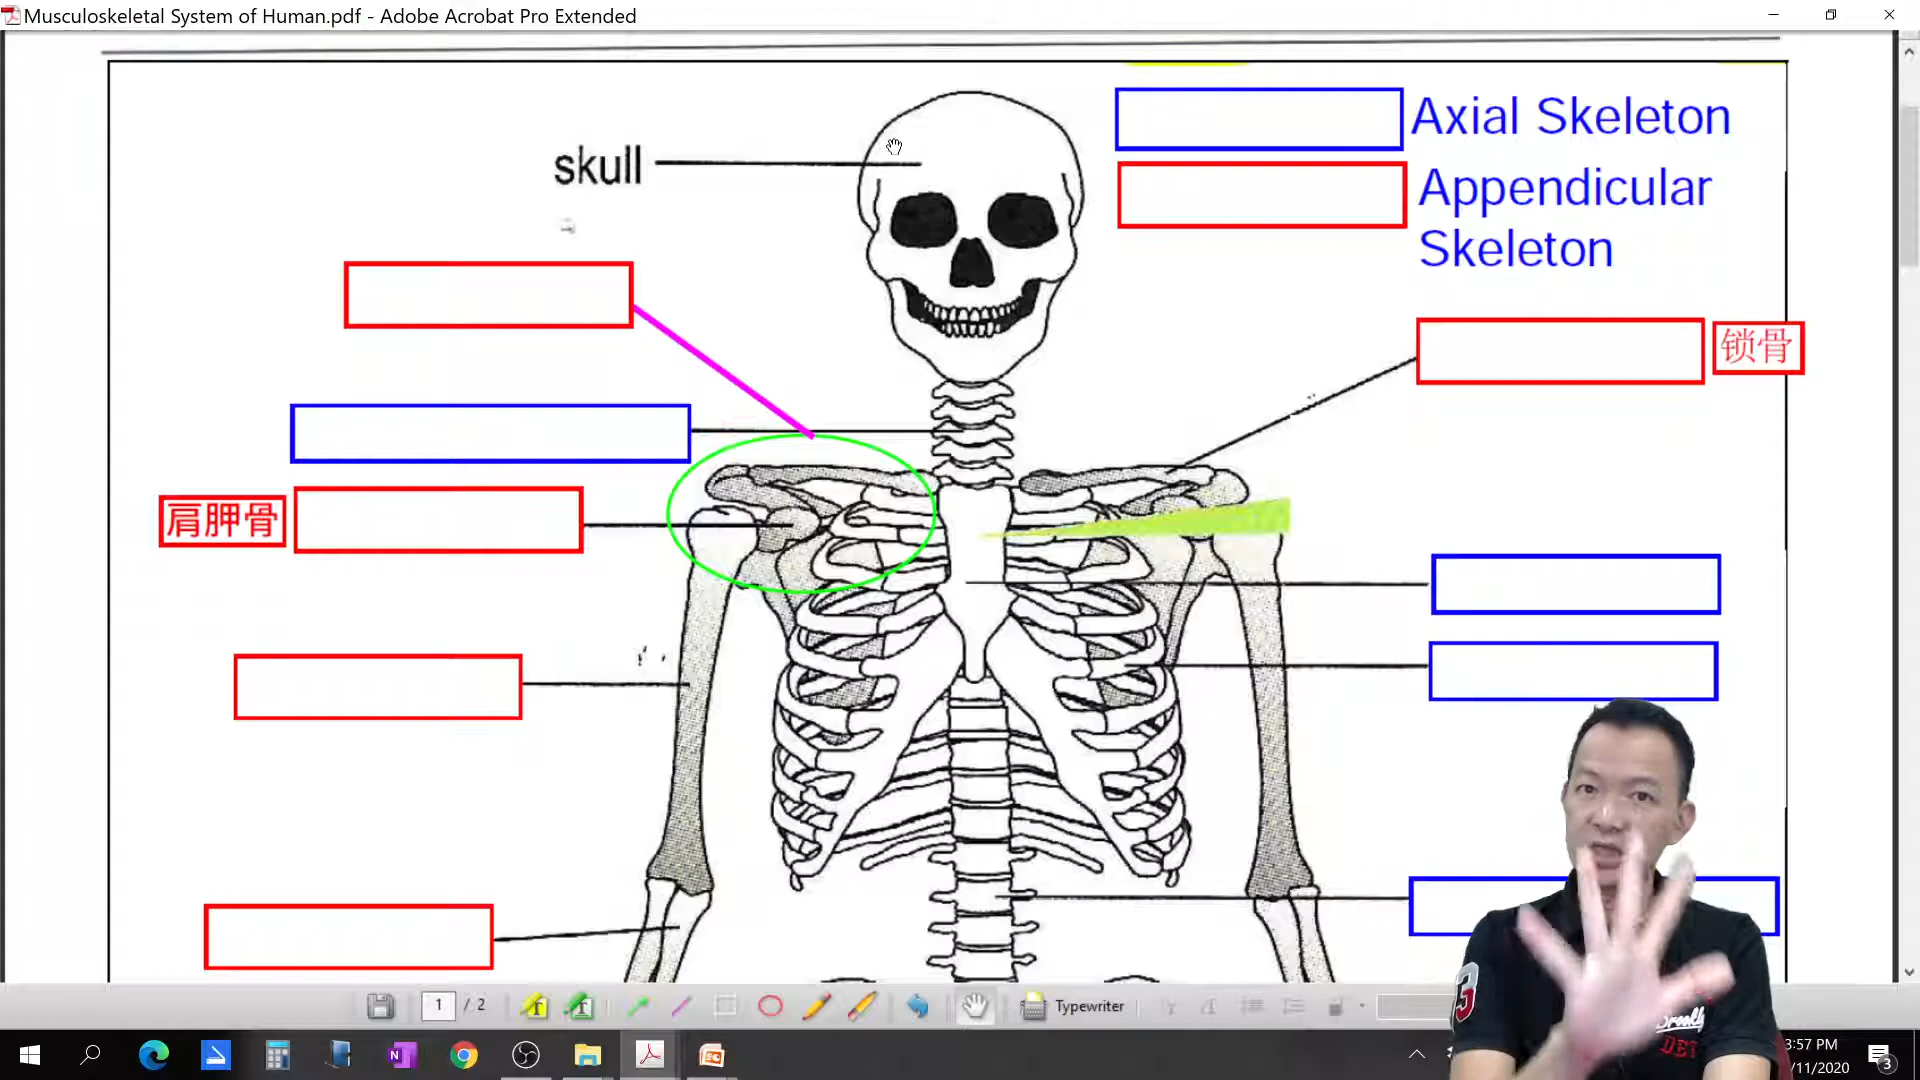 Musculoskeletal System of Human.pdf - Adobe Acrobat Pro Extended
Axial Skeleton
skull
Appendicular
Skeleton
锁骨
肩胛骨
1 / 2
Typewriter
3:57 PM
/11/2020
3